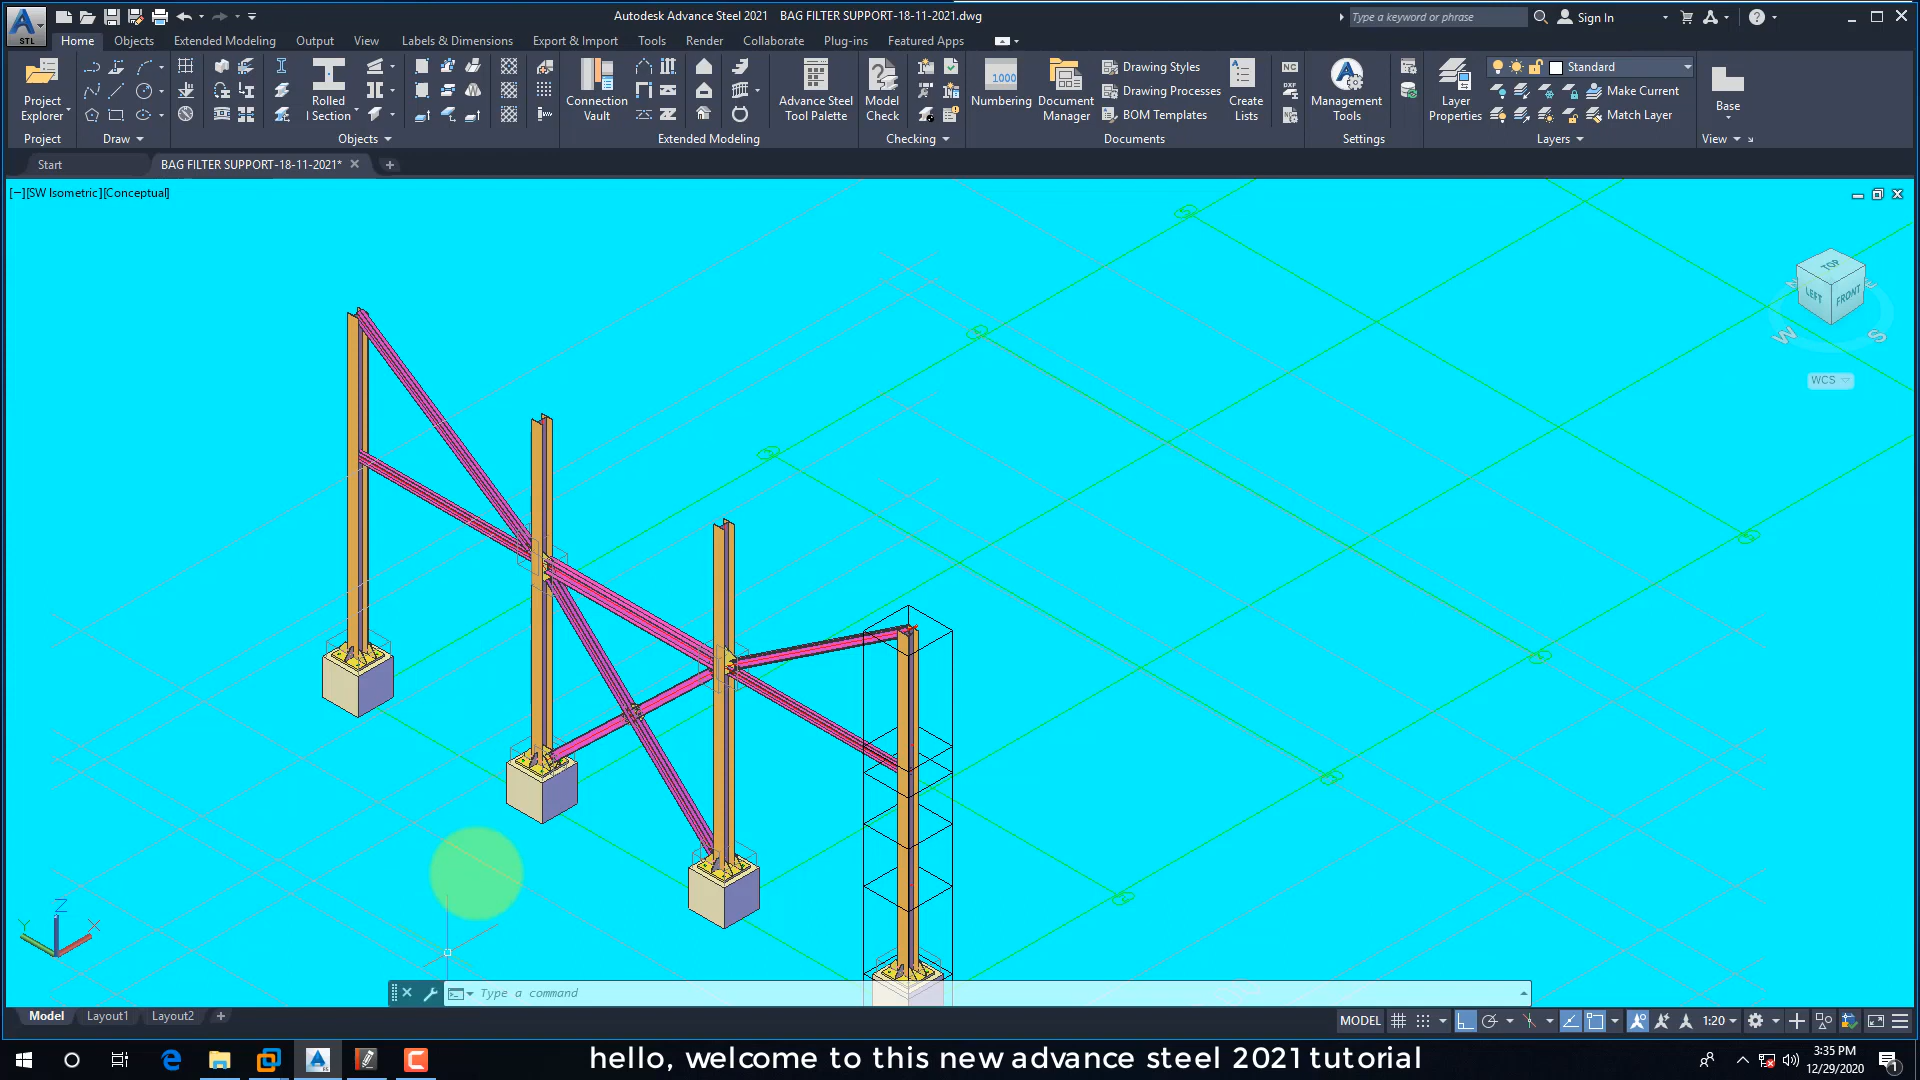 Autodesk Advance Steel 2021 BAG FILTER SUPPORT-18-11-2021.dwg
Type a keyword or phrase
Sign In
STL
Home Objects Extended Modeling Output View Labels & Dimensions Export & Import Tools Render Collaborate Plug-ins Featured Apps
Project Explorer
Rolled I Section
Connection Vault
Advance Steel Tool Palette
Model Check
1000
Numbering
Document Manager
Drawing Styles
Drawing Processes
BOM Templates
Create Lists
NC
DXF
Management Tools
Layer Properties
Standard
Make Current
Match Layer
Base
Project Draw Objects Extended Modeling Checking Documents Settings Layers View
Start BAG FILTER SUPPORT-18-11-2021*
[−][SW Isometric][Conceptual]
TOP
LEFT FRONT
W S
WCS
Z
Y X
Type a command
Model Layout1 Layout2
MODEL 1:20
hello, welcome to this new advance steel 2021 tutorial
3:35 PM
12/29/2020
1